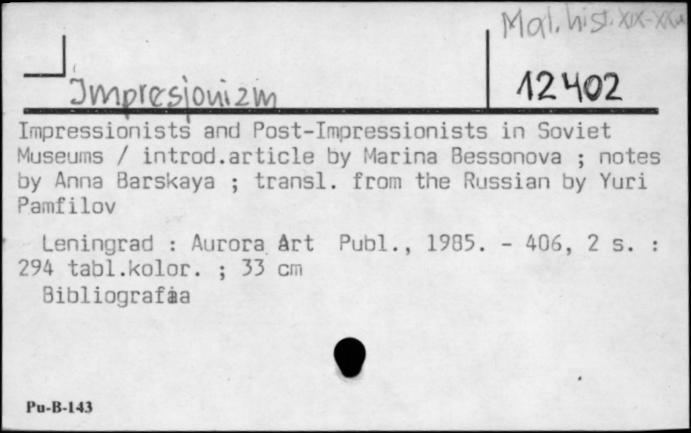 Mal. hist. XIX-XX
Impresjonizm
12402
Impressionists and Post-Impressionists in Soviet
Museums / introd.article by Marina Bessonova ; notes
by Anna Barskaya ; transl. from the Russian by Yuri
Pamfilov
Leningrad : Aurora Art Publ., 1985. - 406, 2 s. :
294 tabl.kolor. ; 33 cm
Bibliografia
Pu-B-143